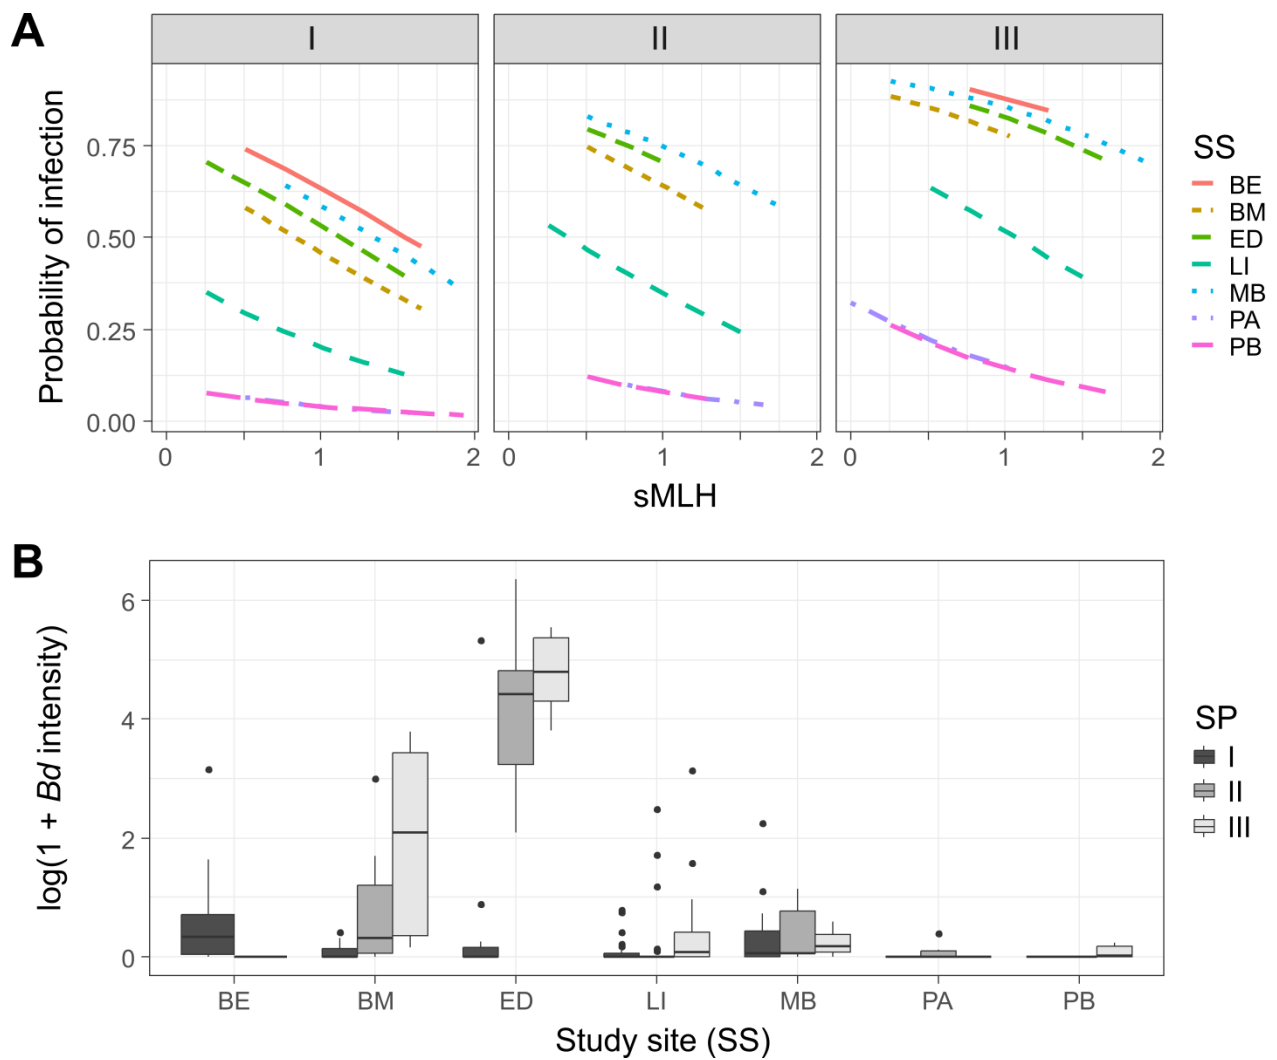 A
I II III
Probability of infection
0.75
0.50
0.25
0.00
0 1 2 0 1 2 0 1 2
sMLH
SS
BE
BM
ED
LI
MB
PA
PB
B
log(1 + Bd intensity)
6
4
2
0
BE BM ED LI MB PA PB
Study site (SS)
SP
I
II
III